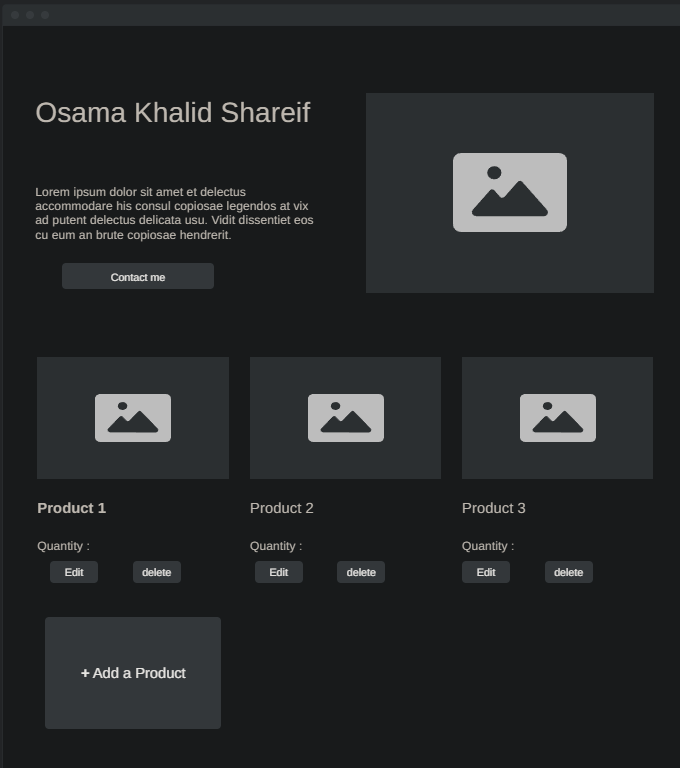 Osama Khalid Shareif
Lorem ipsum dolor sit amet et delectus
accommodare his consul copiosae legendos at vix
ad putent delectus delicata usu. Vidit dissentiet eos
cu eum an brute copiosae hendrerit.
Contact me
Product 1
Product 2
Product 3
Quantity :
Quantity :
Quantity :
Edit
delete
Edit
delete
Edit
delete
+ Add a Product